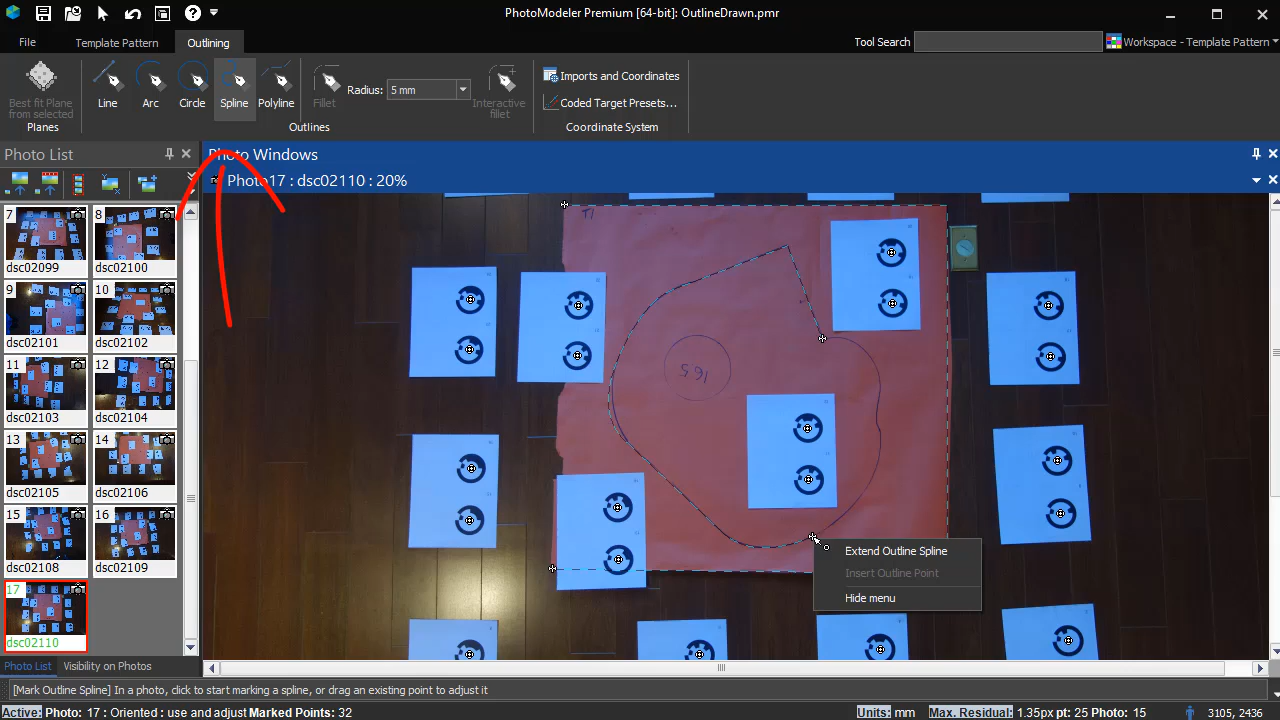 PhotoModeler Premium [64-bit]: OutlineDrawn.pmr
File
Template Pattern
Outlining
Tool Search
Workspace - Template Pattern
Best fit Plane
from selected
Planes
Line
Arc
Circle
Spline
Polyline
Fillet
Radius:
5 mm
Interactive
fillet
Outlines
Imports and Coordinates
Coded Target Presets...
Coordinate System
Photo List
Photo Windows
Photo17 : dsc02110 : 20%
7
8
dsc02099
dsc02100
9
10
dsc02101
dsc02102
11
12
dsc02103
dsc02104
13
14
dsc02105
dsc02106
15
16
dsc02108
dsc02109
17
dsc02110
T1
16.5
Extend Outline Spline
Insert Outline Point
Hide menu
Photo List
Visibility on Photos
[Mark Outline Spline] In a photo, click to start marking a spline, or drag an existing point to adjust it
Active: Photo: 17 : Oriented : use and adjust Marked Points: 32
Units: mm
Max. Residual: 1.35px pt: 25 Photo: 15
3105, 2436